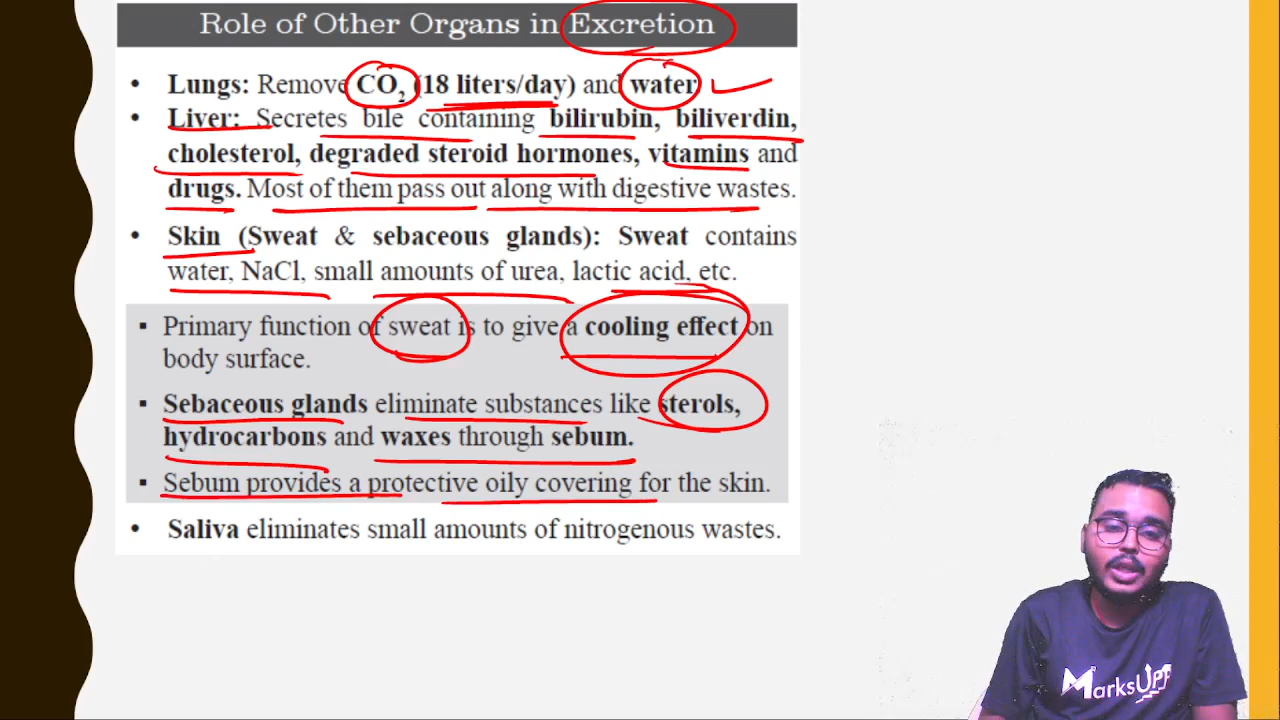 Role of Other Organs in Excretion
• Lungs: Remove CO₂ (18 liters/day) and water
• Liver: Secretes bile containing bilirubin, biliverdin,
cholesterol, degraded steroid hormones, vitamins and
drugs. Most of them pass out along with digestive wastes.
• Skin (Sweat & sebaceous glands): Sweat contains
water, NaCl, small amounts of urea, lactic acid, etc.
▪ Primary function of sweat is to give a cooling effect on
body surface.
▪ Sebaceous glands eliminate substances like sterols,
hydrocarbons and waxes through sebum.
▪ Sebum provides a protective oily covering for the skin.
• Saliva eliminates small amounts of nitrogenous wastes.
MarksUP